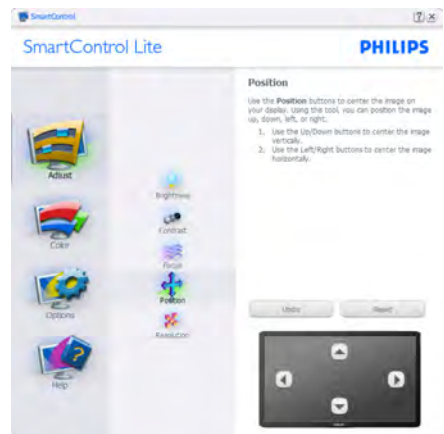 SmartControl
SmartControl Lite
PHILIPS
Position
Use the Position buttons to center the image on
your display. Using the tool, you can position the image
up, down, left, or right.
1. Use the Up/Down buttons to center the image
vertically.
2. Use the Left/Right buttons to center the image
horizontally.
Adjust
Brightness
Contrast
Color
Focus
Position
Options
Resolution
Undo
Reset
Help